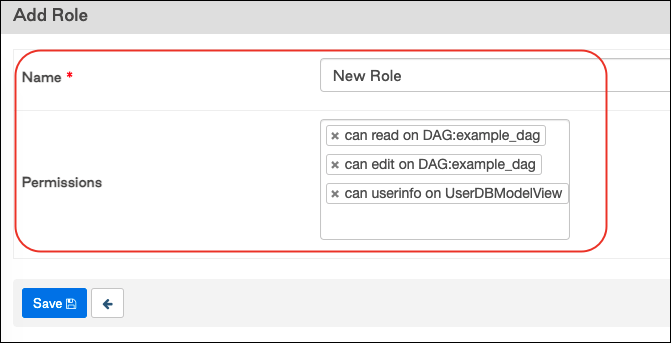 Add Role
Name *
New Role
Permissions
× can read on DAG:example_dag
× can edit on DAG:example_dag
× can userinfo on UserDBModelView
Save